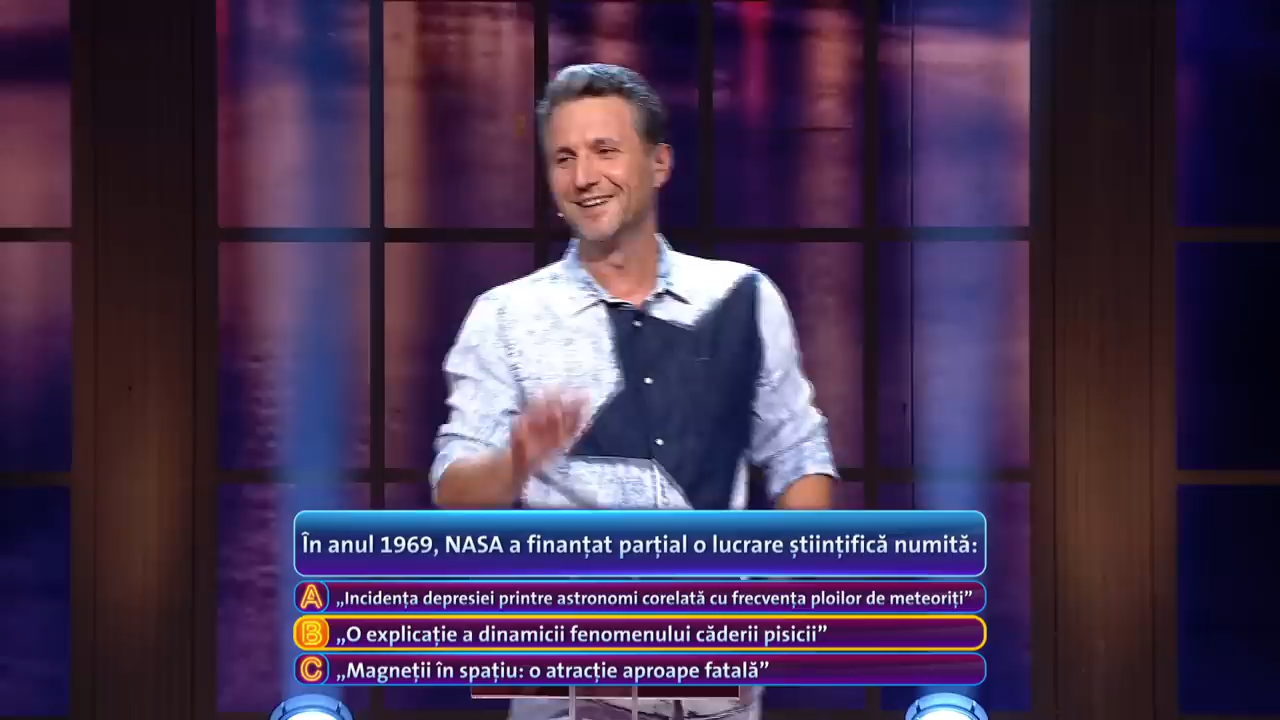 În anul 1969, NASA a finanțat parțial o lucrare științifică numită:
A „Incidența depresiei printre astronomi corelată cu frecvența ploilor de meteoriți”
B „O explicație a dinamicii fenomenului căderii pisicii”
C „Magneții în spațiu: o atracție aproape fatală”